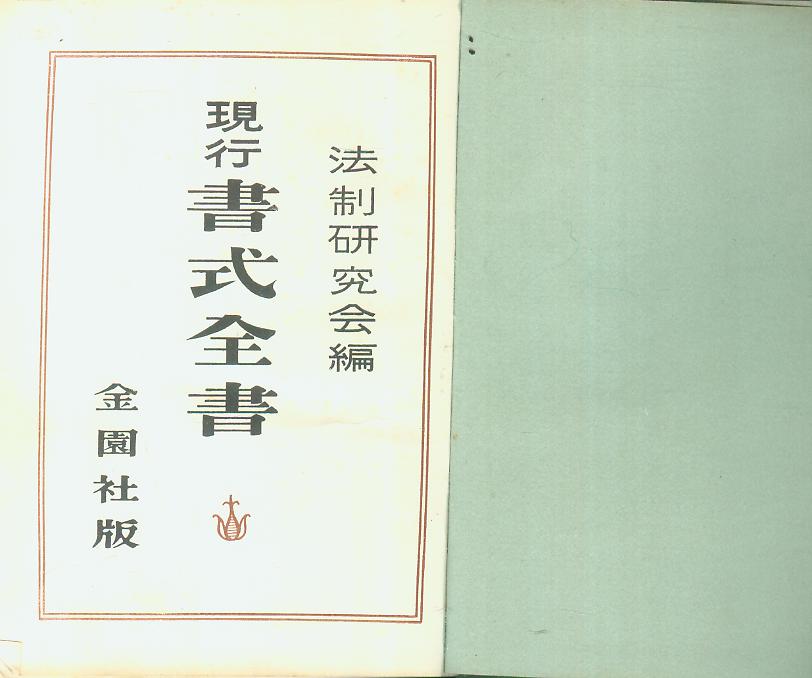 法制研究会編
現行書式全書
金園社版